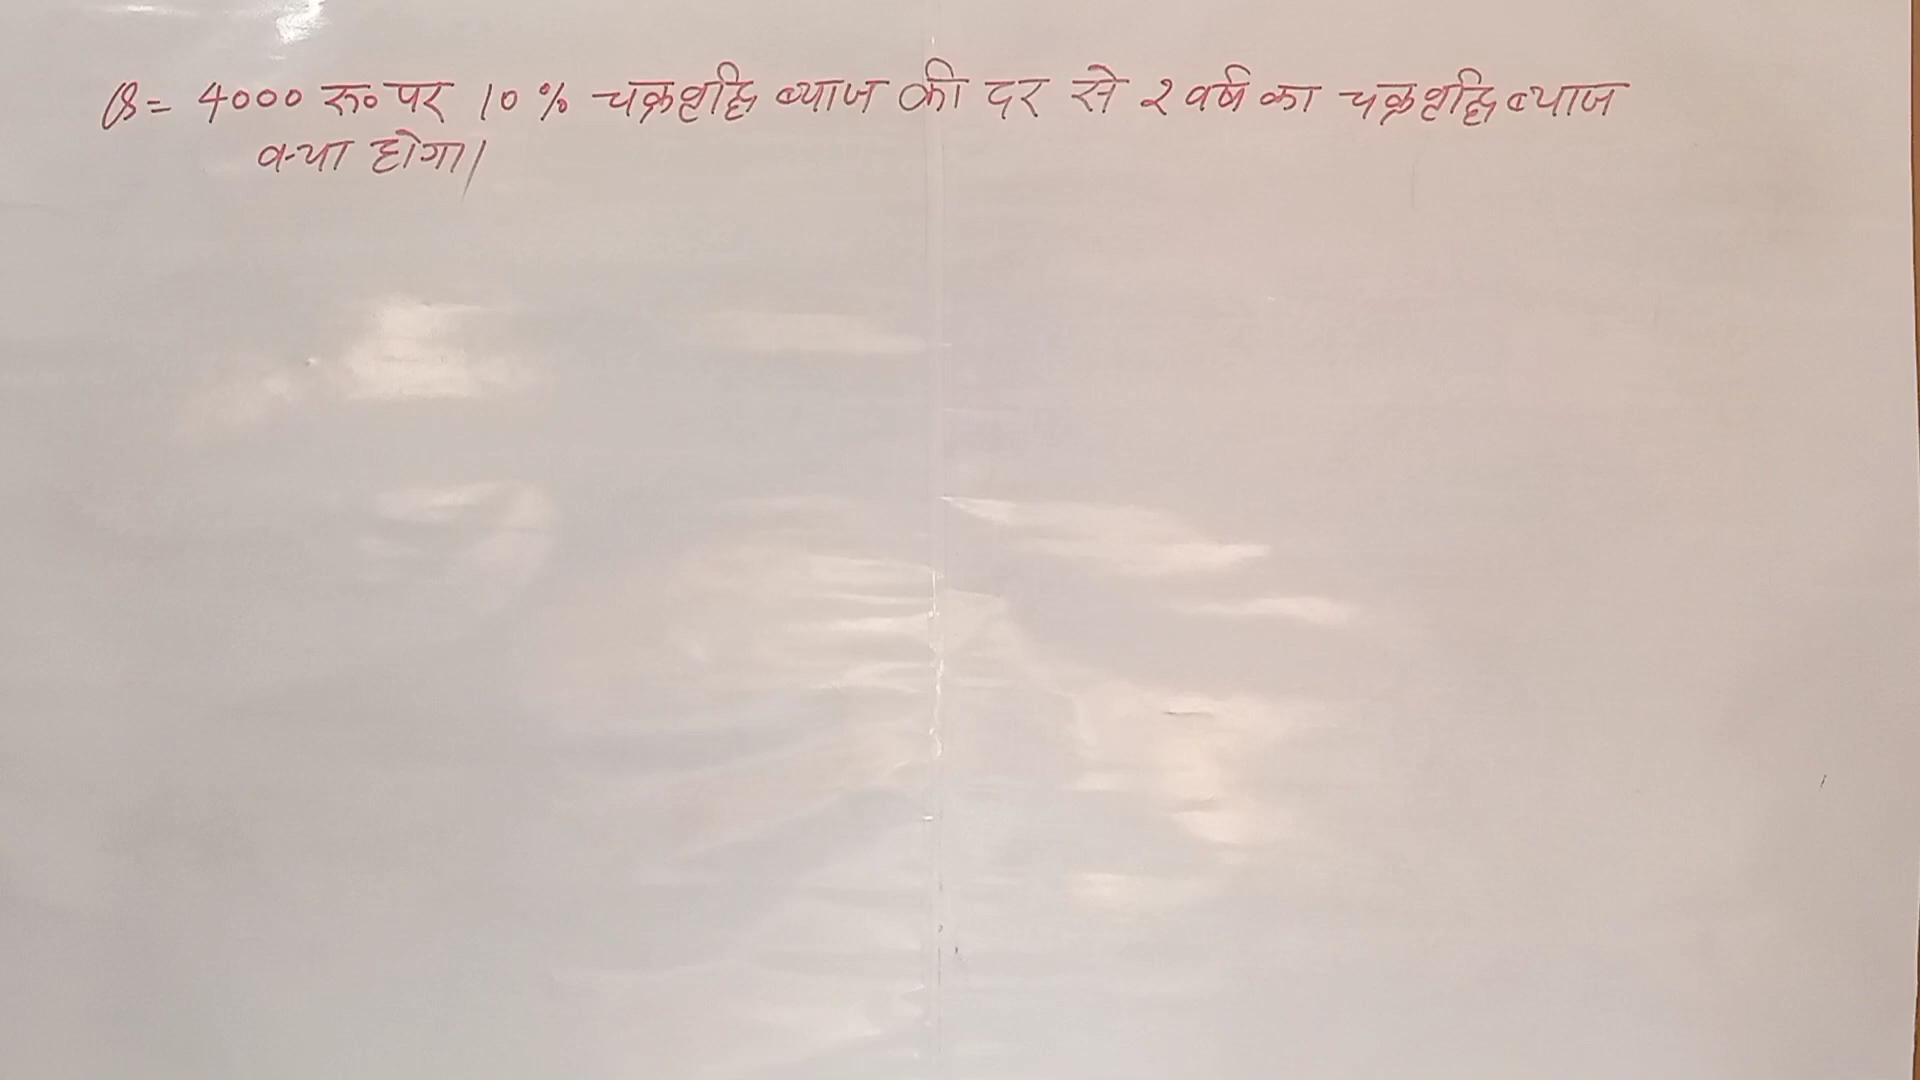 Q= 4000 रू० पर 10% चक्रवृद्धि ब्याज की दर से 2 वर्ष का चक्रवृद्धि ब्याज
क्या होगा।